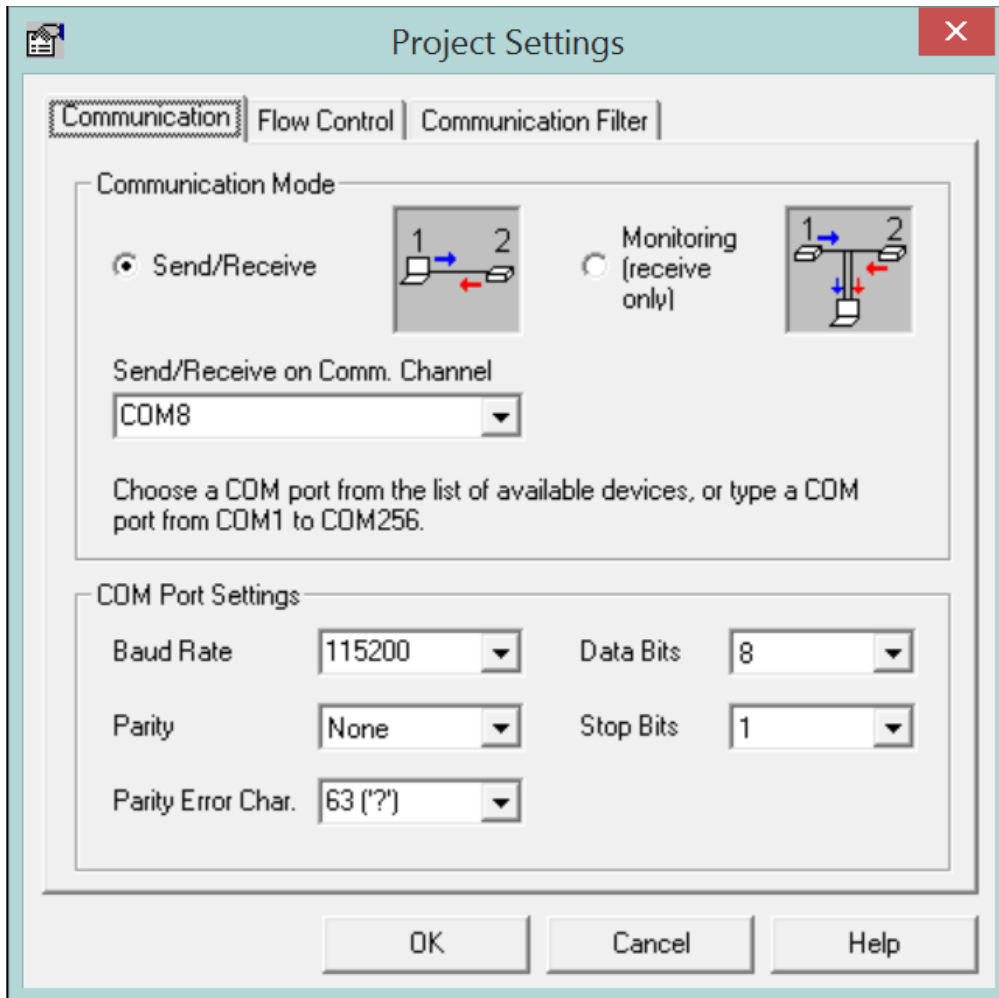 Project Settings
Communication
Flow Control
Communication Filter
Communication Mode
Send/Receive
1 2
Monitoring
(receive
only)
1 2
Send/Receive on Comm. Channel
COM8
Choose a COM port from the list of available devices, or type a COM
port from COM1 to COM256.
COM Port Settings
Baud Rate
115200
Data Bits
8
Parity
None
Stop Bits
1
Parity Error Char.
63 ('?')
OK
Cancel
Help